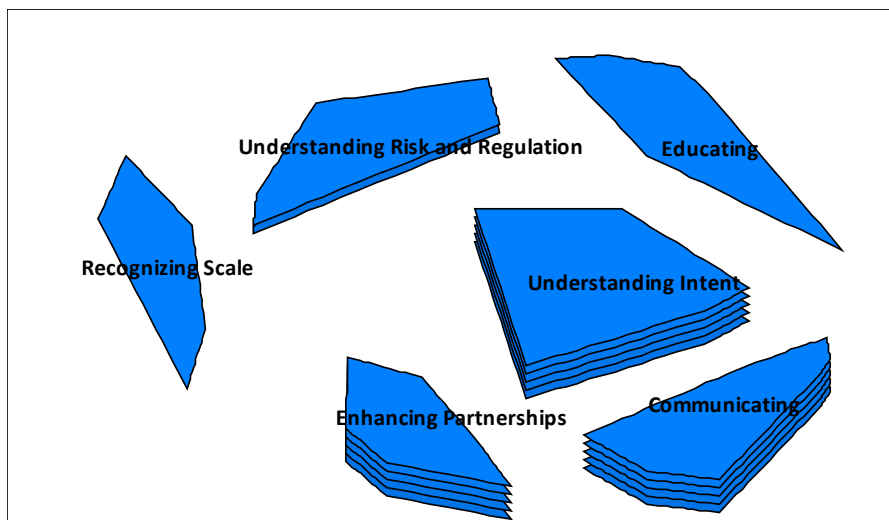 Understanding Risk and Regulation
Educating
Recognizing Scale
Understanding Intent
Enhancing Partnerships
Communicating